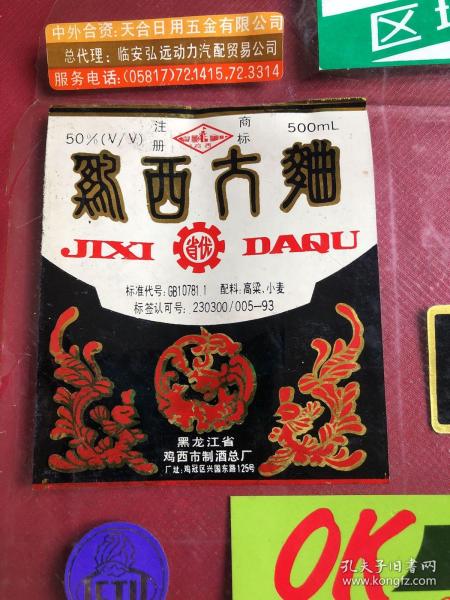 中外合资:天合日用五金有限公司
总代理:临安弘远动力汽配贸易公司
服务电话:(05817)72.1415,72.3314
区
50%(V/V)
注册
商标
500mL
鸡西
鸡西大麯
JIXI
省优
DAQU
标准代号:GB10781.1 配料:高粱,小麦
标签认可号:230300/005-93
黑龙江省
鸡西市制酒总厂
厂址:鸡冠区兴国东路125号
OK
孔夫子旧书网
www.kongfz.com